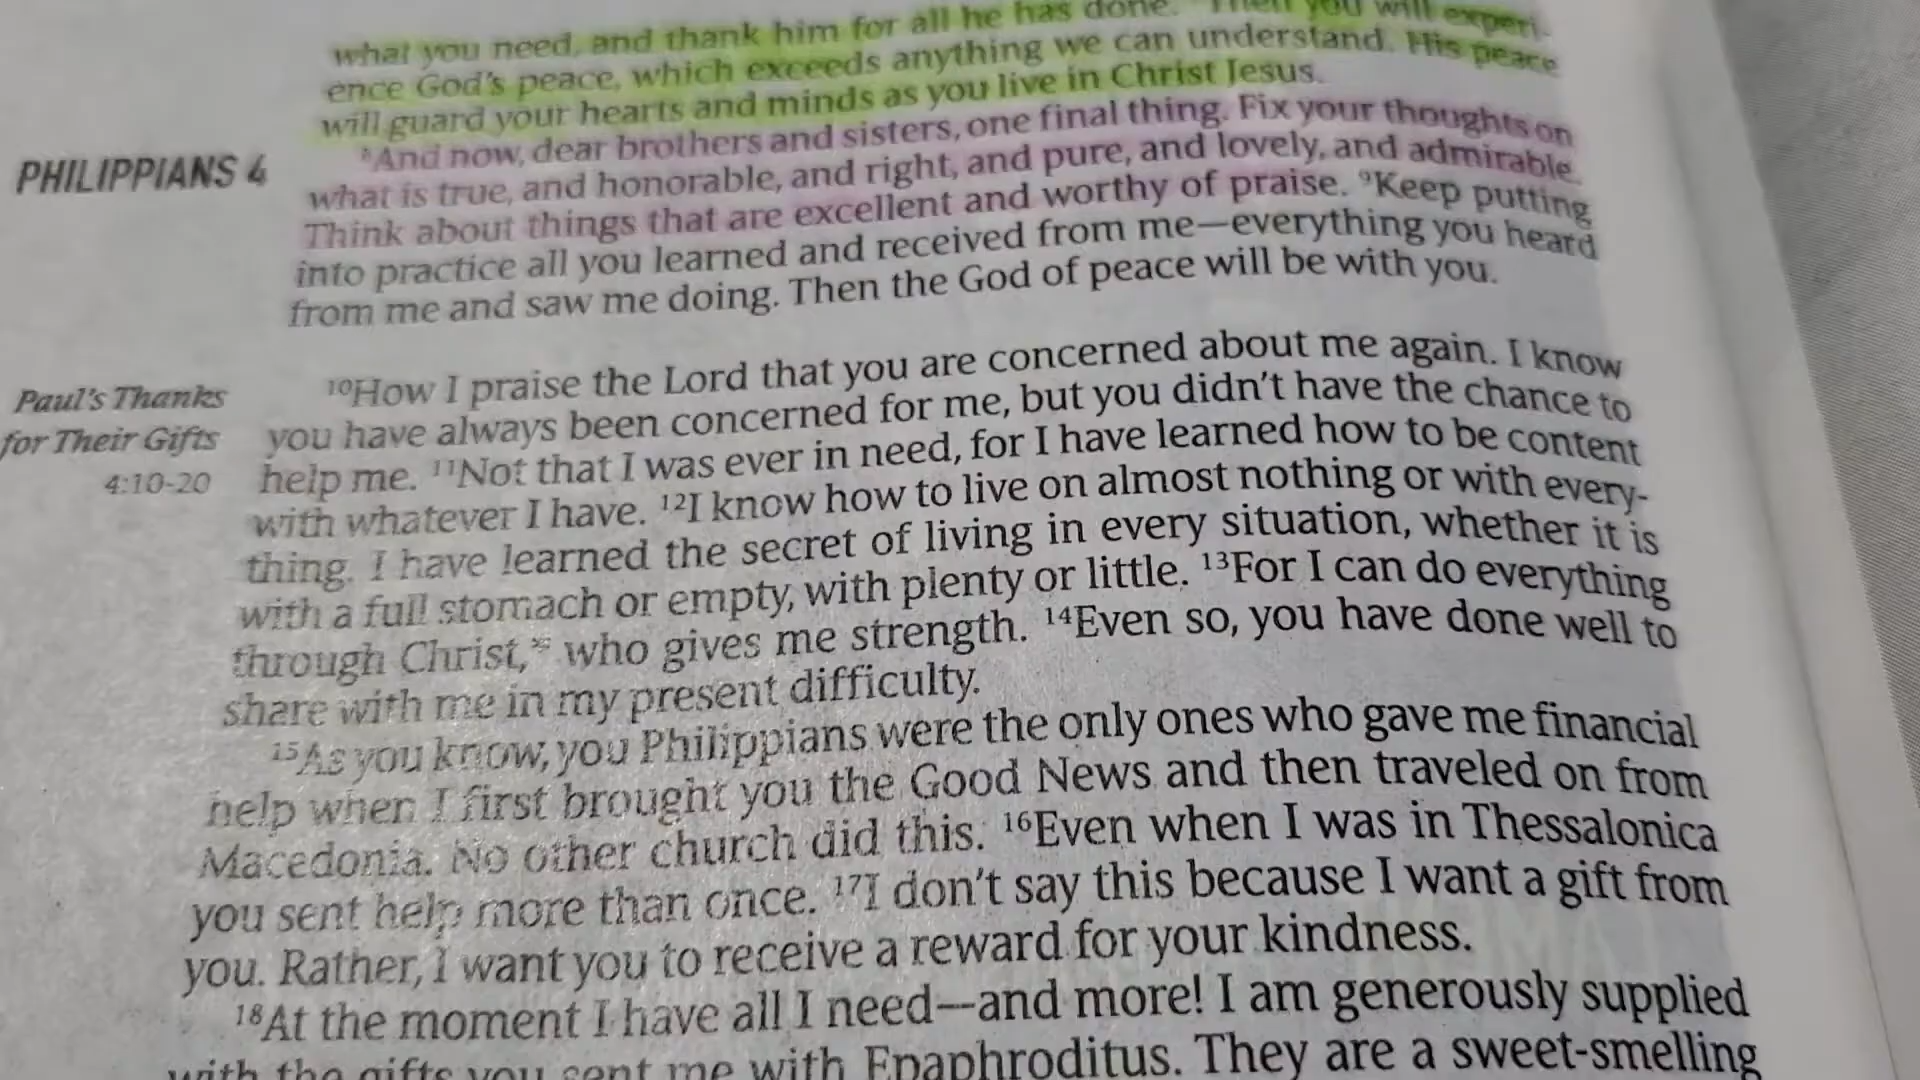 what you need, and thank him for all he has done. Then you will experi-
ence God's peace, which exceeds anything we can understand. His peace
will guard your hearts and minds as you live in Christ Jesus.
PHILIPPIANS 4
8And now, dear brothers and sisters, one final thing. Fix your thoughts on
what is true, and honorable, and right, and pure, and lovely, and admirable.
Think about things that are excellent and worthy of praise. 9Keep putting
into practice all you learned and received from me—everything you heard
from me and saw me doing. Then the God of peace will be with you.
Paul's Thanks
for Their Gifts
4:10-20
10How I praise the Lord that you are concerned about me again. I know
you have always been concerned for me, but you didn't have the chance to
help me. 11Not that I was ever in need, for I have learned how to be content
with whatever I have. 12I know how to live on almost nothing or with every-
thing. I have learned the secret of living in every situation, whether it is
with a full stomach or empty, with plenty or little. 13For I can do everything
through Christ,* who gives me strength. 14Even so, you have done well to
share with me in my present difficulty.
15As you know, you Philippians were the only ones who gave me financial
help when I first brought you the Good News and then traveled on from
Macedonia. No other church did this. 16Even when I was in Thessalonica
you sent help more than once. 17I don't say this because I want a gift from
you. Rather, I want you to receive a reward for your kindness.
18At the moment I have all I need—and more! I am generously supplied
with the gifts you sent me with Epaphroditus. They are a sweet-smelling